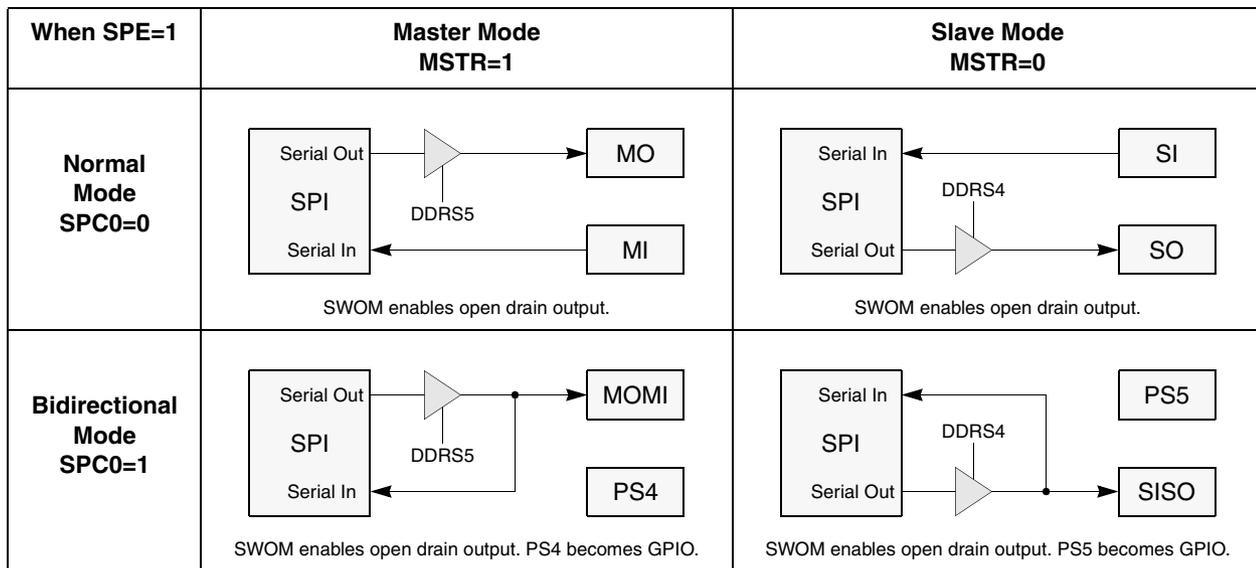 When SPE=1
Master Mode
MSTR=1
Slave Mode
MSTR=0
Normal
Mode
SPC0=0
Serial Out
SPI
Serial In
DDRS5
MO
MI
SWOM enables open drain output.
Serial In
SPI
Serial Out
DDRS4
SI
SO
SWOM enables open drain output.
Bidirectional
Mode
SPC0=1
Serial Out
SPI
Serial In
DDRS5
MOMI
PS4
SWOM enables open drain output. PS4 becomes GPIO.
Serial In
SPI
Serial Out
DDRS4
PS5
SISO
SWOM enables open drain output. PS5 becomes GPIO.